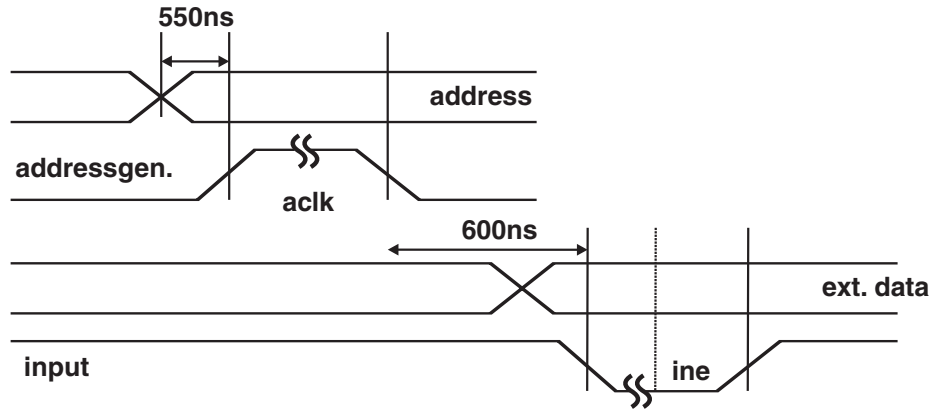 550ns
address
addressgen.
aclk
600ns
ext. data
input
ine